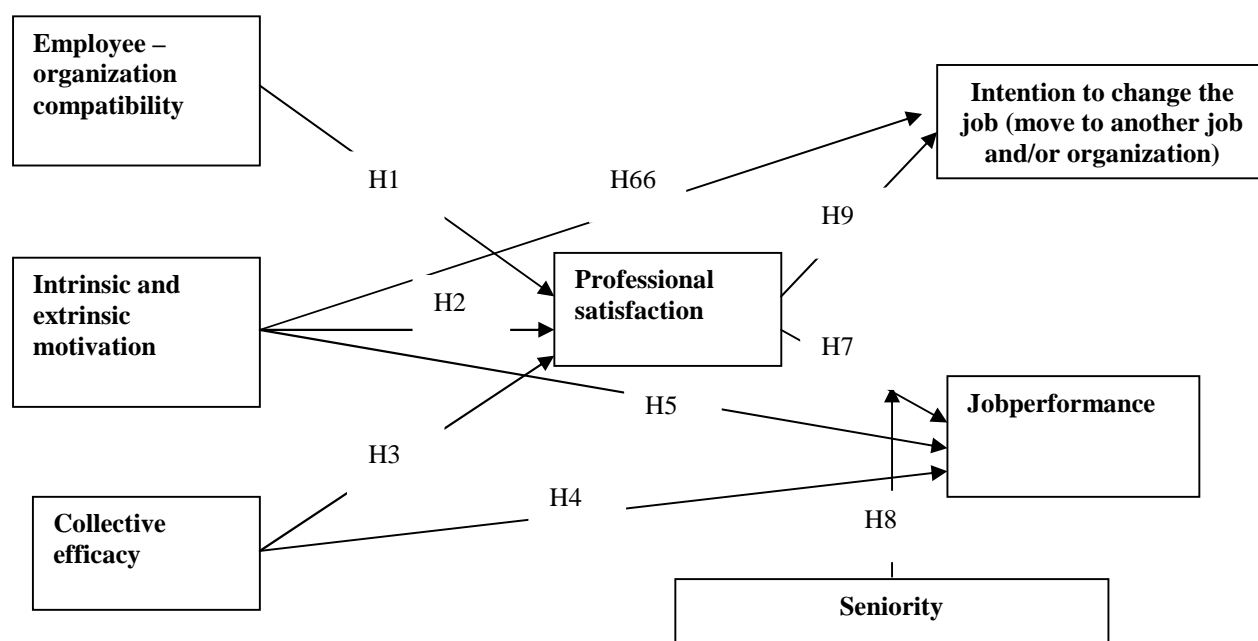 Employee –
organization
compatibility
Intention to change the
job (move to another job
and/or organization)
H1
H66
H9
Intrinsic and
extrinsic
motivation
H2
Professional
satisfaction
H7
H5
Jobperformance
H3
H4
H8
Collective
efficacy
Seniority